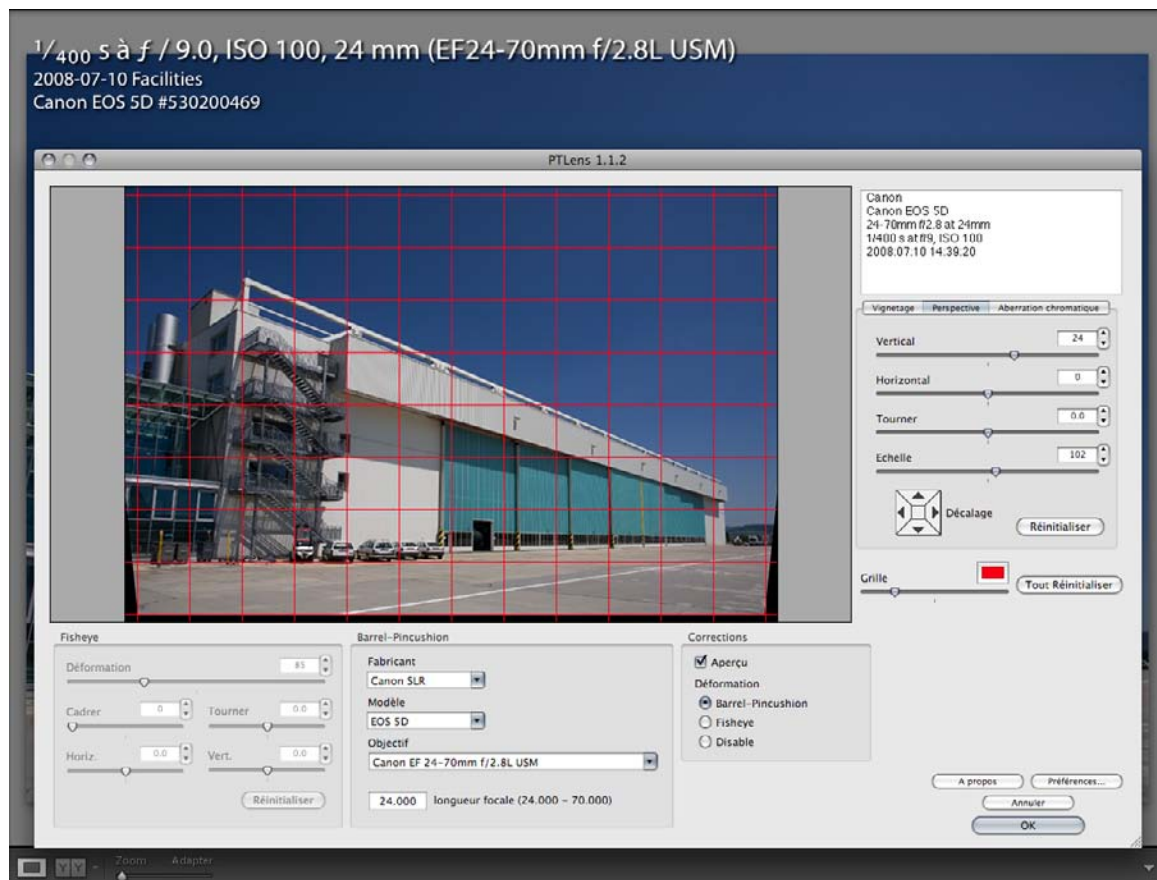 1/400 s à ƒ / 9.0, ISO 100, 24 mm (EF24-70mm f/2.8L USM)
2008-07-10 Facilities
Canon EOS 5D #530200469
PTLens 1.1.2
Canon
Canon EOS 5D
24-70mm f/2.8 at 24mm
1/400 s at f/9, ISO 100
2008.07.10 14.39.20
Vignetage Perspective Aberration chromatique
Vertical 24
Horizontal 0
Tourner 0.0
Echelle 102
Décalage
Réinitialiser
Grille
Tout Réinitialiser
Fisheye
Déformation 85
Cadrer 0 Tourner 0.0
Horiz. 0.0 Vert. 0.0
Réinitialiser
Barrel-Pincushion
Fabricant
Canon SLR
Modèle
EOS 5D
Objectif
Canon EF 24-70mm f/2.8L USM
24.000 longueur focale (24.000 – 70.000)
Corrections
Aperçu
Déformation
Barrel-Pincushion
Fisheye
Disable
A propos Préférences...
Annuler
OK
Y Y Zoom Adapter